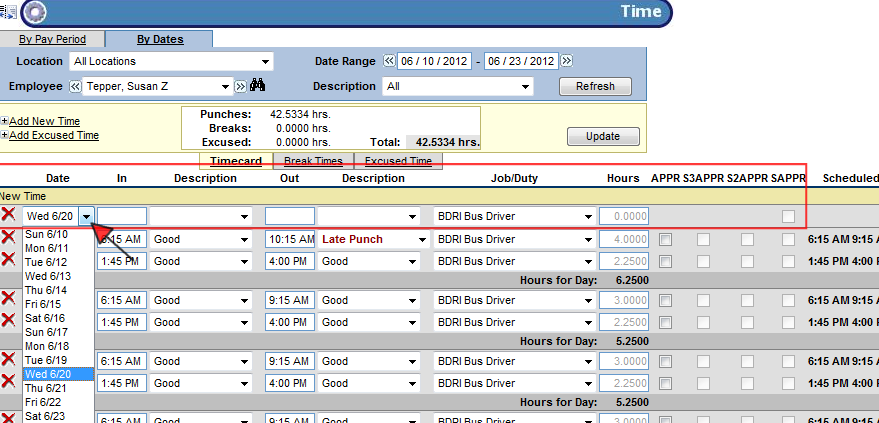 Time
By Pay Period By Dates
Location All Locations Date Range 06 / 10 / 2012 - 06 / 23 / 2012
Employee Tepper, Susan Z Description All Refresh
Add New Time
Add Excused Time
Punches: 42.5334 hrs.
Breaks: 0.0000 hrs.
Excused: 0.0000 hrs. Total: 42.5334 hrs.
Update
Timecard Break Times Excused Time
Date In Description Out Description Job/Duty Hours APPR S3APPR S2APPR SAPPR Scheduled
New Time
Wed 6/20 BDRI Bus Driver 0.0000
Sun 6/10
Mon 6/11
Tue 6/12
Wed 6/13
Thu 6/14
Fri 6/15
Sat 6/16
Sun 6/17
Mon 6/18
Tue 6/19
Wed 6/20
Thu 6/21
Fri 6/22
Sat 6/23
6:15 AM Good 10:15 AM Late Punch BDRI Bus Driver 4.0000 6:15 AM 9:15 A
1:45 PM Good 4:00 PM Good BDRI Bus Driver 2.2500 1:45 PM 4:00 P
Hours for Day: 6.2500
6:15 AM Good 9:15 AM Good BDRI Bus Driver 3.0000 6:15 AM 9:15 A
1:45 PM Good 4:00 PM Good BDRI Bus Driver 2.2500 1:45 PM 4:00 P
Hours for Day: 5.2500
6:15 AM Good 9:15 AM Good BDRI Bus Driver 3.0000 6:15 AM 9:15 A
1:45 PM Good 4:00 PM Good BDRI Bus Driver 2.2500 1:45 PM 4:00 P
Hours for Day: 5.2500
6:15 AM Good 9:15 AM Good BDRI Bus Driver 3.0000 6:15 AM 9:15 A